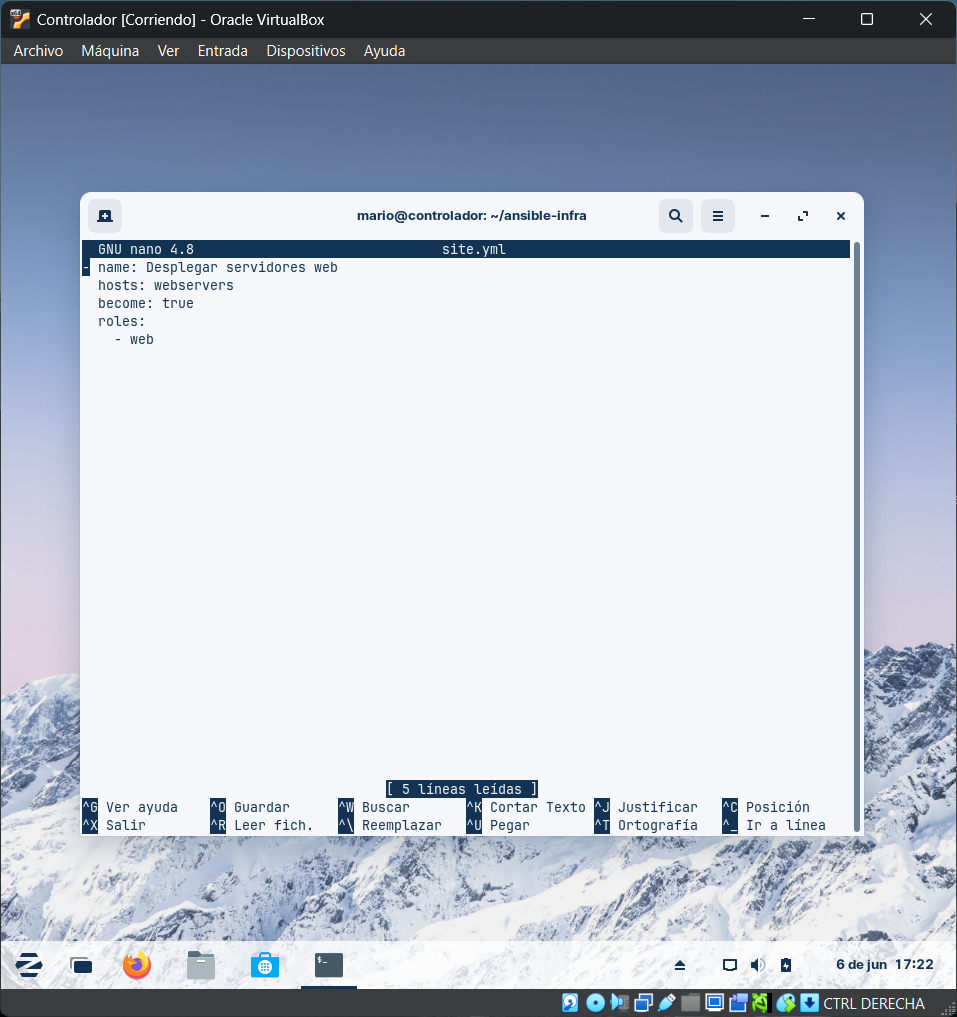 Controlador [Corriendo] - Oracle VirtualBox
Archivo Máquina Ver Entrada Dispositivos Ayuda
mario@controlador: ~/ansible-infra
GNU nano 4.8 site.yml
- name: Desplegar servidores web
  hosts: webservers
  become: true
  roles:
    - web
[ 5 líneas leídas ]
^G Ver ayuda ^O Guardar ^W Buscar ^K Cortar Texto ^J Justificar ^C Posición
^X Salir ^R Leer fich. ^\ Reemplazar ^U Pegar ^T Ortografía ^_ Ir a línea
6 de jun 17:22
CTRL DERECHA